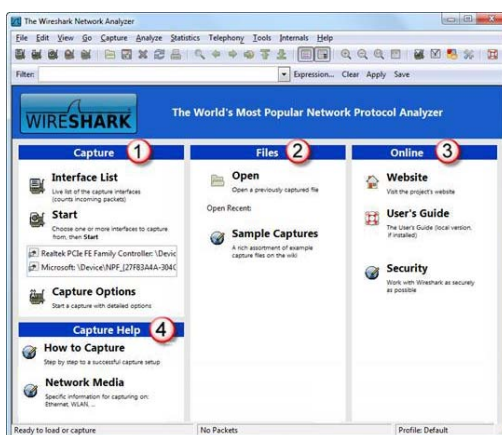 The Wireshark Network Analyzer
File Edit View Go Capture Analyze Statistics Telephony Tools Internals Help
Filter: Expression... Clear Apply Save
WIRESHARK The World's Most Popular Network Protocol Analyzer
Capture 1
Interface List
Live list of the capture interfaces
(counts incoming packets)
Start
Choose one or more interfaces to capture
from, then Start
Realtek PCIe FE Family Controller: \Devic
Microsoft: \Device\NPF_{27F83A4A-304C
Capture Options
Start a capture with detailed options
Capture Help 4
How to Capture
Step by step to a successful capture setup
Network Media
Specific information for capturing on:
Ethernet, WLAN, ...
Files 2
Open
Open a previously captured file
Open Recent:
Sample Captures
A rich assortment of example
capture files on the wiki
Online 3
Website
Visit the project's website
User's Guide
The User's Guide (local version,
if installed)
Security
Work with Wireshark as securely
as possible
Ready to load or capture No Packets Profile: Default